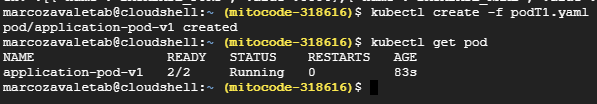 marcozavaletab@cloudshell:~ (mitocode-318616)$ kubectl create -f podT1.yaml
pod/application-pod-v1 created
marcozavaletab@cloudshell:~ (mitocode-318616)$ kubectl get pod
NAME READY STATUS RESTARTS AGE
application-pod-v1 2/2 Running 0 83s
marcozavaletab@cloudshell:~ (mitocode-318616)$